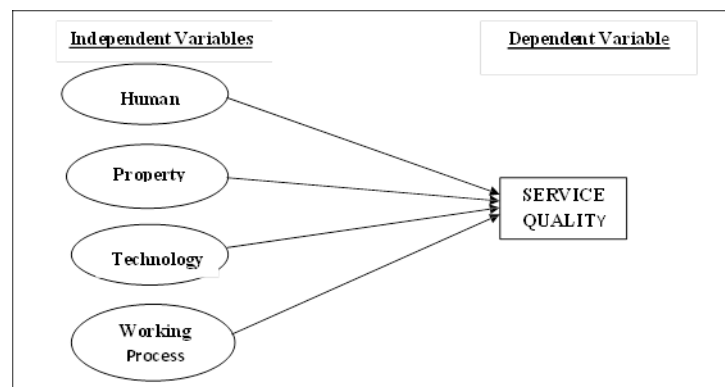 Independent Variables
Dependent Variable
Human
Property
Technology
Working
Process
SERVICE
QUALITY